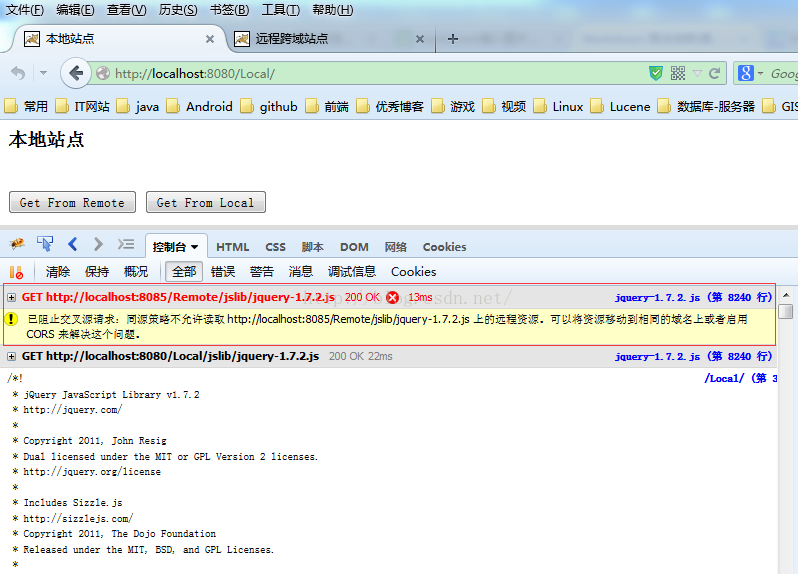 文件(F) 编辑(E) 查看(V) 历史(S) 书签(B) 工具(T) 帮助(H)
本地站点 × 远程跨域站点 × +
http://localhost:8080/Local/ Goog
常用 IT网站 java Android github 前端 优秀博客 游戏 视频 Linux Lucene 数据库-服务器 GIS
本地站点
Get From Remote Get From Local
控制台 HTML CSS 脚本 DOM 网络 Cookies
清除 保持 概况 全部 错误 警告 消息 调试信息 Cookies
GET http://localhost:8085/Remote/jslib/jquery-1.7.2.js 200 OK 13ms jquery-1.7.2.js (第 8240 行)
已阻止交叉源请求: 同源策略不允许读取 http://localhost:8085/Remote/jslib/jquery-1.7.2.js 上的远程资源。可以将资源移动到相同的域名上或者启用
CORS 来解决这个问题。
GET http://localhost:8080/Local/jslib/jquery-1.7.2.js 200 OK 22ms jquery-1.7.2.js (第 8240 行)
/*! /Local/ (第 3
* jQuery JavaScript Library v1.7.2
* http://jquery.com/
*
* Copyright 2011, John Resig
* Dual licensed under the MIT or GPL Version 2 licenses.
* http://jquery.org/license
*
* Includes Sizzle.js
* http://sizzlejs.com/
* Copyright 2011, The Dojo Foundation
* Released under the MIT, BSD, and GPL Licenses.
*